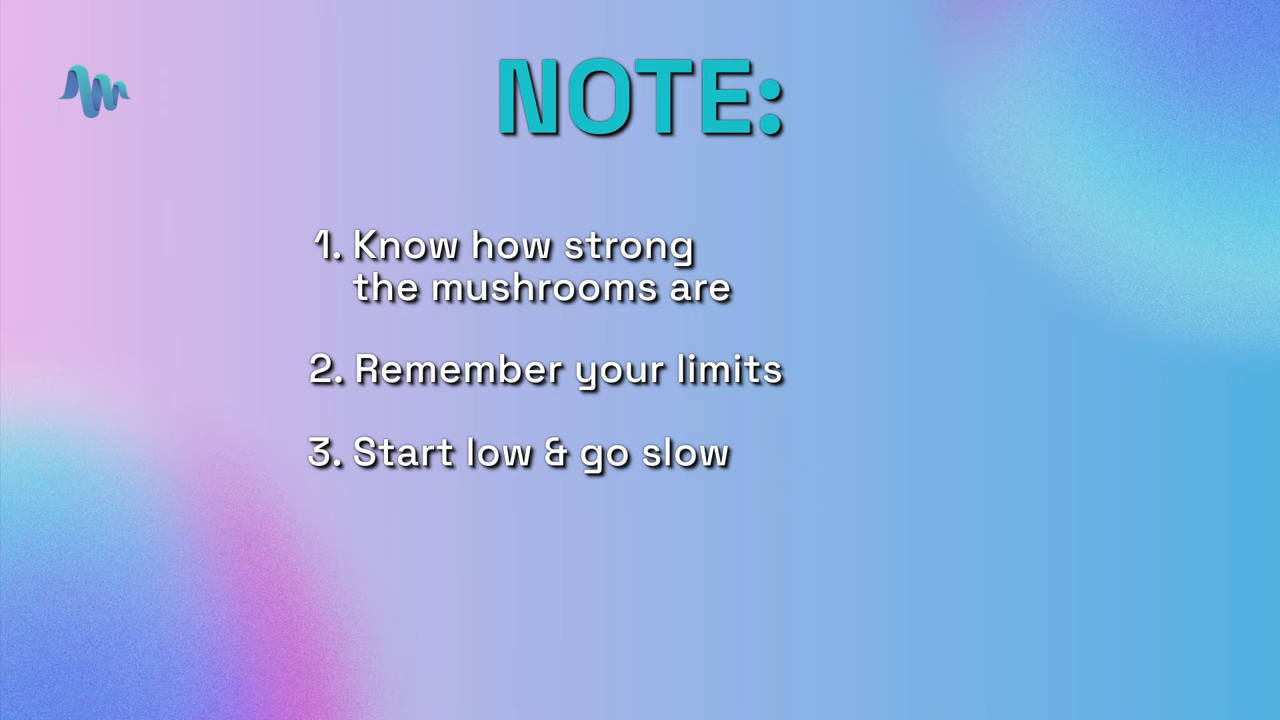 NOTE:
1. Know how strong
the mushrooms are
2. Remember your limits
3. Start low & go slow